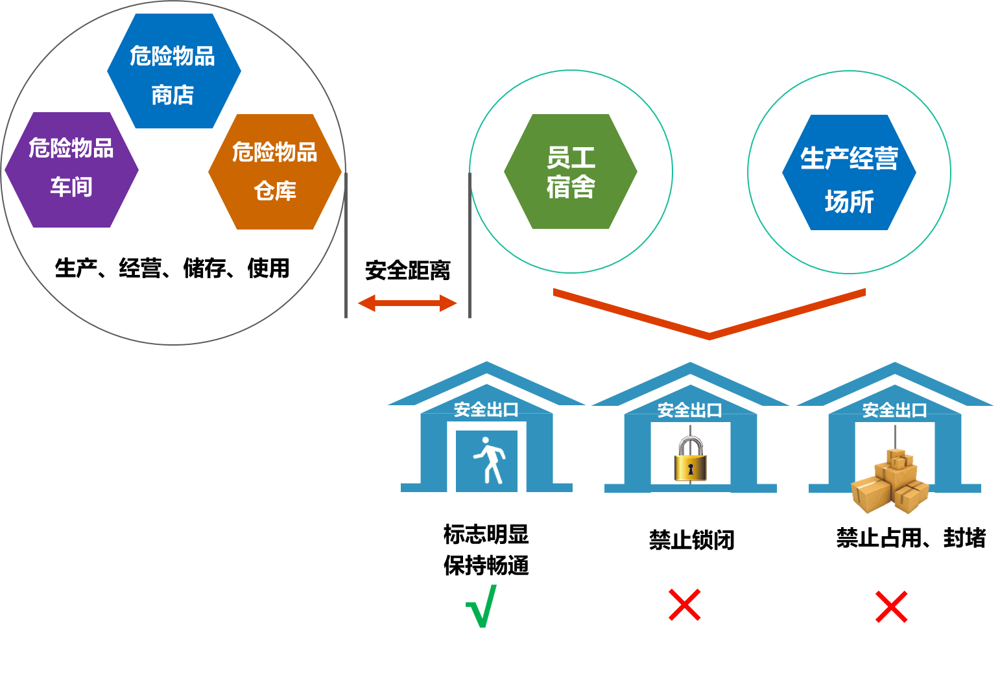 危险物品
商店
危险物品
车间
危险物品
仓库
生产、经营、储存、使用
安全距离
员工
宿舍
生产经营
场所
安全出口
安全出口
安全出口
标志明显
保持畅通
√
禁止锁闭
×
禁止占用、封堵
×